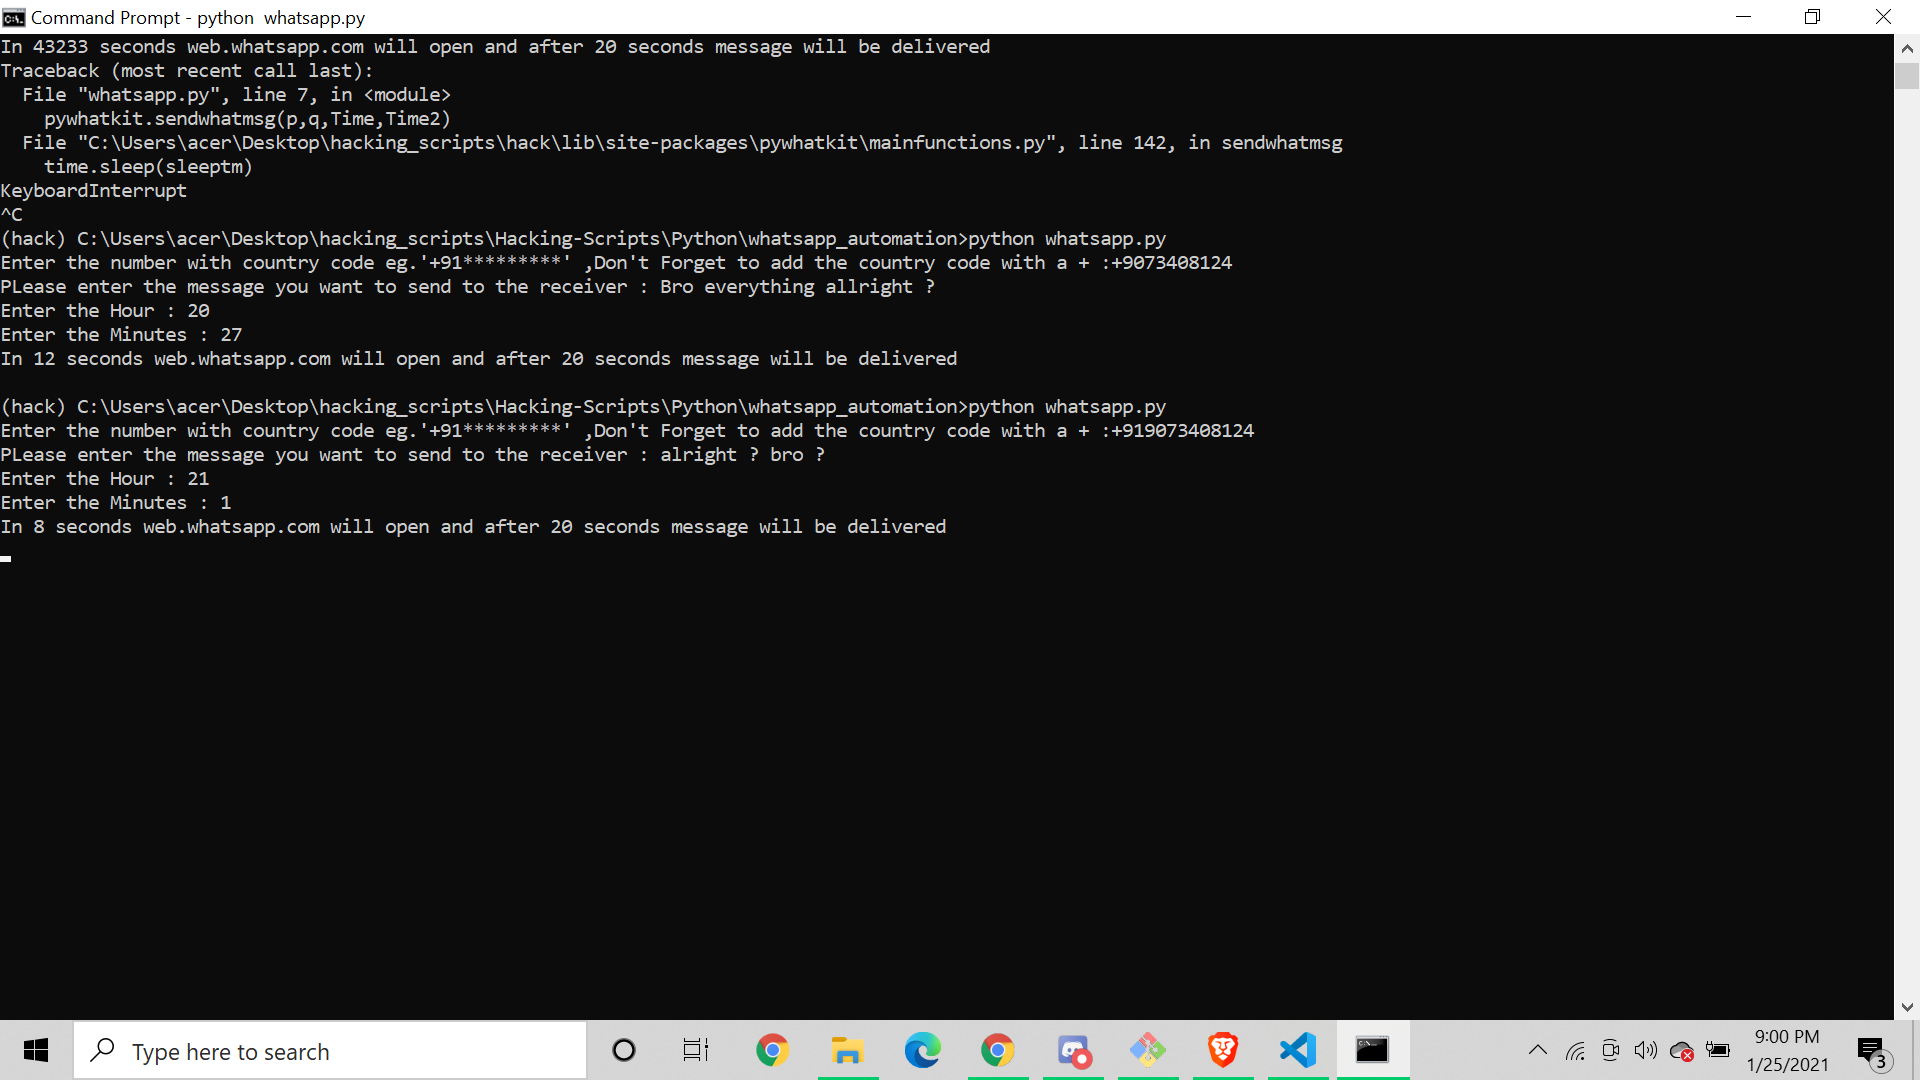 Command Prompt - python  whatsapp.py
In 43233 seconds web.whatsapp.com will open and after 20 seconds message will be delivered
Traceback (most recent call last):
  File "whatsapp.py", line 7, in <module>
    pywhatkit.sendwhatmsg(p,q,Time,Time2)
  File "C:\Users\acer\Desktop\hacking_scripts\hack\lib\site-packages\pywhatkit\mainfunctions.py", line 142, in sendwhatmsg
    time.sleep(sleeptm)
KeyboardInterrupt
^C
(hack) C:\Users\acer\Desktop\hacking_scripts\Hacking-Scripts\Python\whatsapp_automation>python whatsapp.py
Enter the number with country code eg.'+91*********' ,Don't Forget to add the country code with a + :+9073408124
PLease enter the message you want to send to the receiver : Bro everything allright ?
Enter the Hour : 20
Enter the Minutes : 27
In 12 seconds web.whatsapp.com will open and after 20 seconds message will be delivered
(hack) C:\Users\acer\Desktop\hacking_scripts\Hacking-Scripts\Python\whatsapp_automation>python whatsapp.py
Enter the number with country code eg.'+91*********' ,Don't Forget to add the country code with a + :+919073408124
PLease enter the message you want to send to the receiver : alright ? bro ?
Enter the Hour : 21
Enter the Minutes : 1
In 8 seconds web.whatsapp.com will open and after 20 seconds message will be delivered
Type here to search
9:00 PM
1/25/2021
3